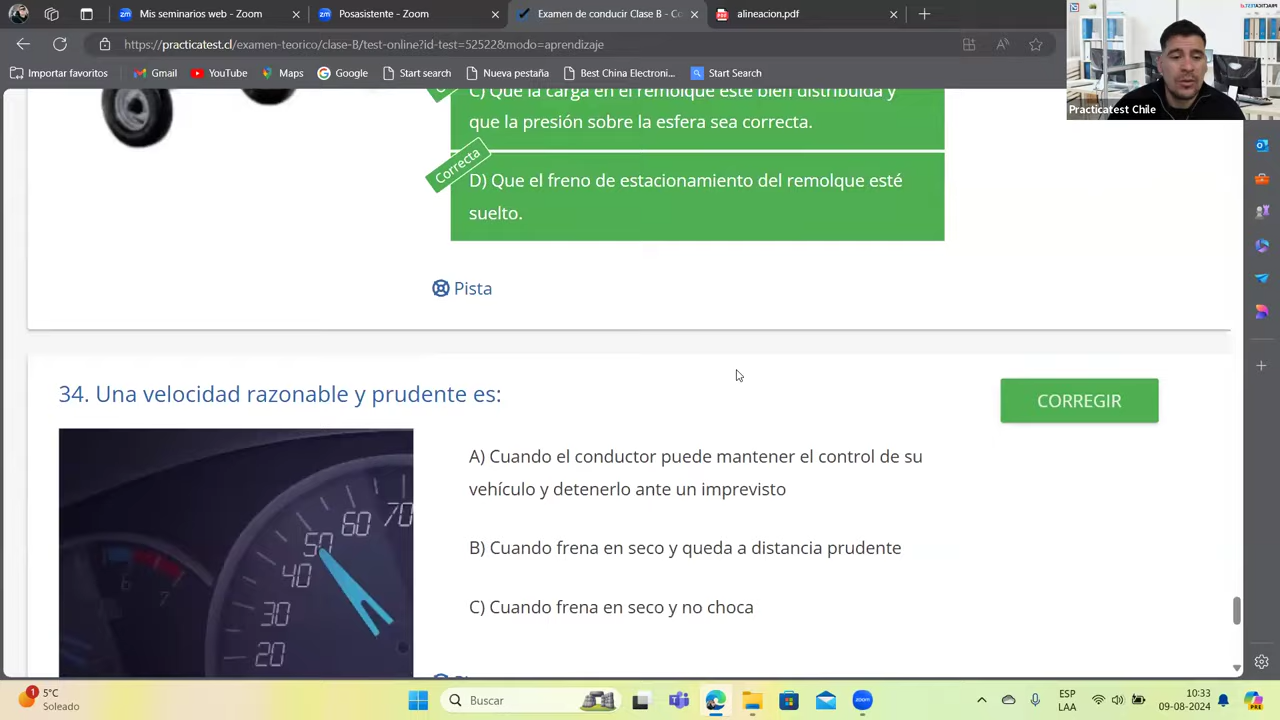 Mis seminarios web - Zoom
Posasistente - Zoom
Examen de conducir Clase B - Co
alineacion.pdf
https://practicatest.cl/examen-teorico/clase-B/test-online?id-test=52522&modo=aprendizaje
Importar favoritos
Gmail
YouTube
Maps
Google
Start search
Nueva pestaña
Best China Electroni...
Start Search
Practicatest Chile
C) Que la carga en el remolque esté bien distribuida y
que la presión sobre la esfera sea correcta.
Correcta
D) Que el freno de estacionamiento del remolque esté
suelto.
Pista
34. Una velocidad razonable y prudente es:
CORREGIR
A) Cuando el conductor puede mantener el control de su
vehículo y detenerlo ante un imprevisto
B) Cuando frena en seco y queda a distancia prudente
C) Cuando frena en seco y no choca
70
60
50
40
30
20
6
7
1
5°C
Soleado
Buscar
ESP
LAA
10:33
09-08-2024